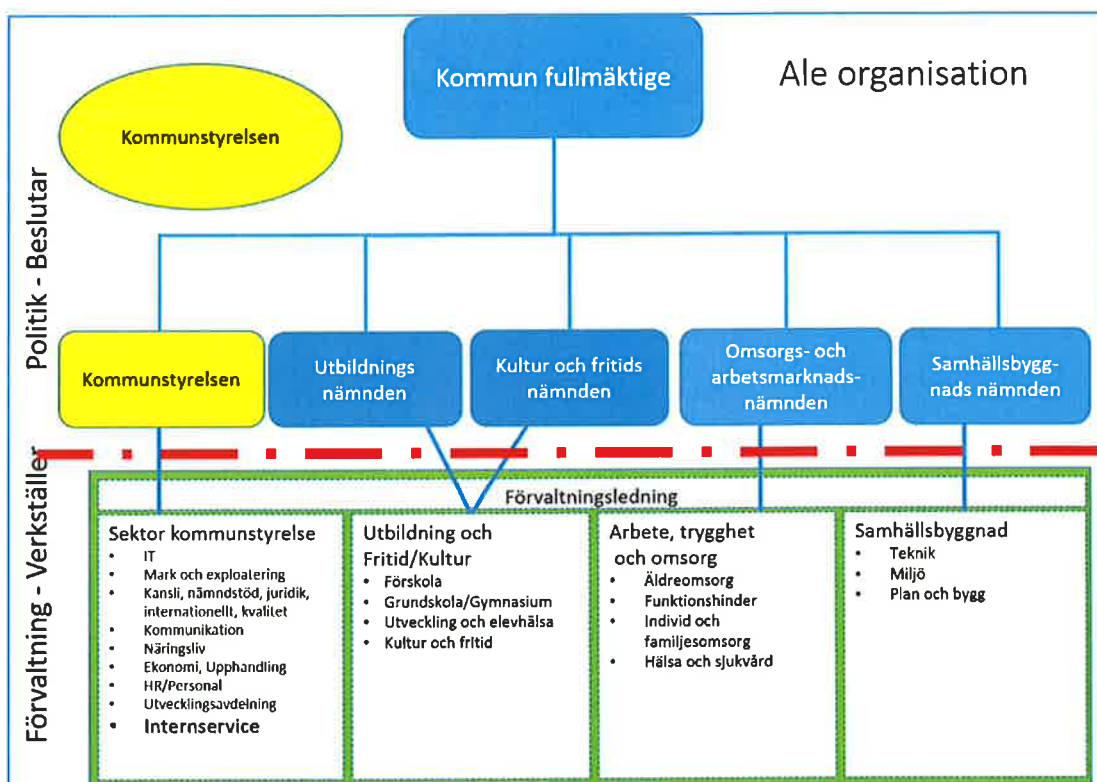 Kommun fullmäktige
Ale organisation
Kommunstyrelsen
Politik - Beslutar
Kommunstyrelsen
Utbildnings
nämnden
Kultur och fritids
nämnden
Omsorgs- och
arbetsmarknads-
nämnden
Samhällsbygg-
nads nämnden
Förvaltning - Verkställer
Förvaltningsledning
Sektor kommunstyrelse
• IT
• Mark och exploatering
• Kansli, nämndstöd, juridik,
internationellt, kvalitet
• Kommunikation
• Näringsliv
• Ekonomi, Upphandling
• HR/Personal
• Utvecklingsavdelning
• Internservice
Utbildning och
Fritid/Kultur
• Förskola
• Grundskola/Gymnasium
• Utveckling och elevhälsa
• Kultur och fritid
Arbete, trygghet
och omsorg
• Äldreomsorg
• Funktionshinder
• Individ och
familjesomsorg
• Hälsa och sjukvård
Samhällsbyggnad
• Teknik
• Miljö
• Plan och bygg